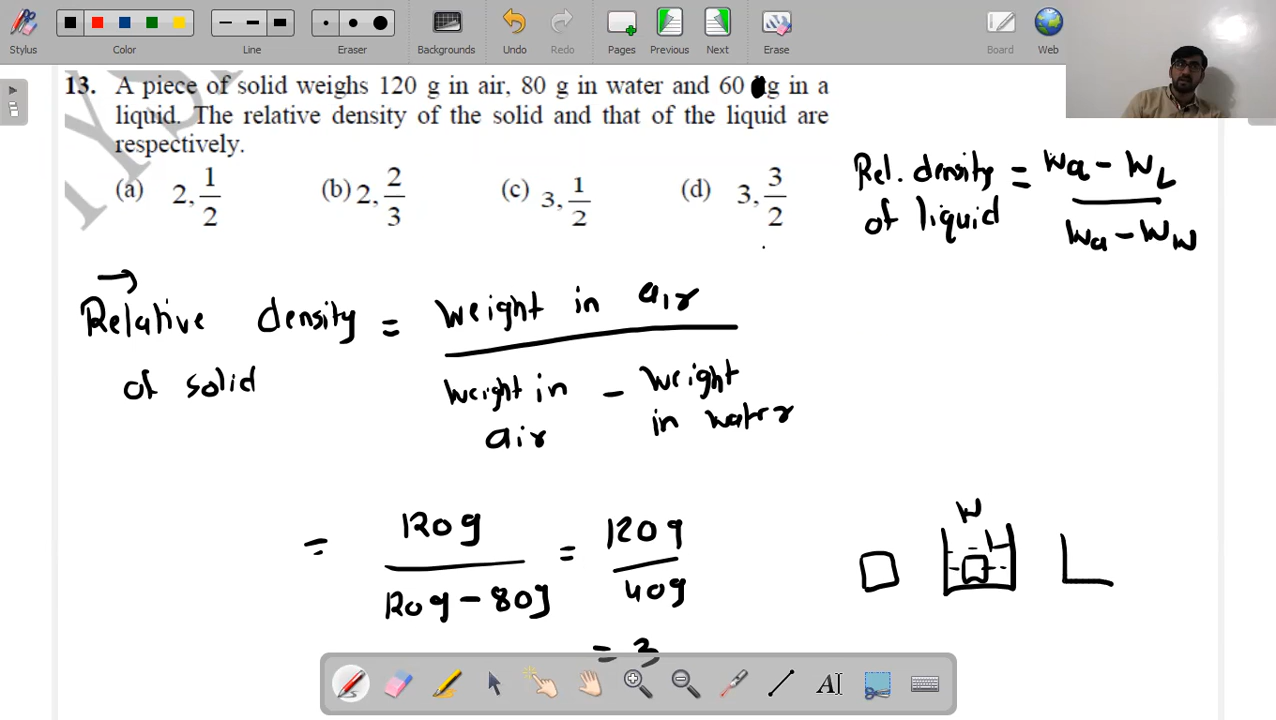 Stylus
Color
Line
Eraser
Backgrounds
Undo
Redo
Pages
Previous
Next
Erase
Board
Web
13. A piece of solid weighs 120 g in air, 80 g in water and 60 g in a
liquid. The relative density of the solid and that of the liquid are
respectively.
(a) 2, 1/2 (b) 2, 2/3 (c) 3, 1/2 (d) 3, 3/2
Rel. density of liquid = Wa - WL / Wa - WW
→
Relative density of solid = weight in air / weight in air - weight in water
= 120g / 120g - 80g = 120g / 40g
= 3
W
A